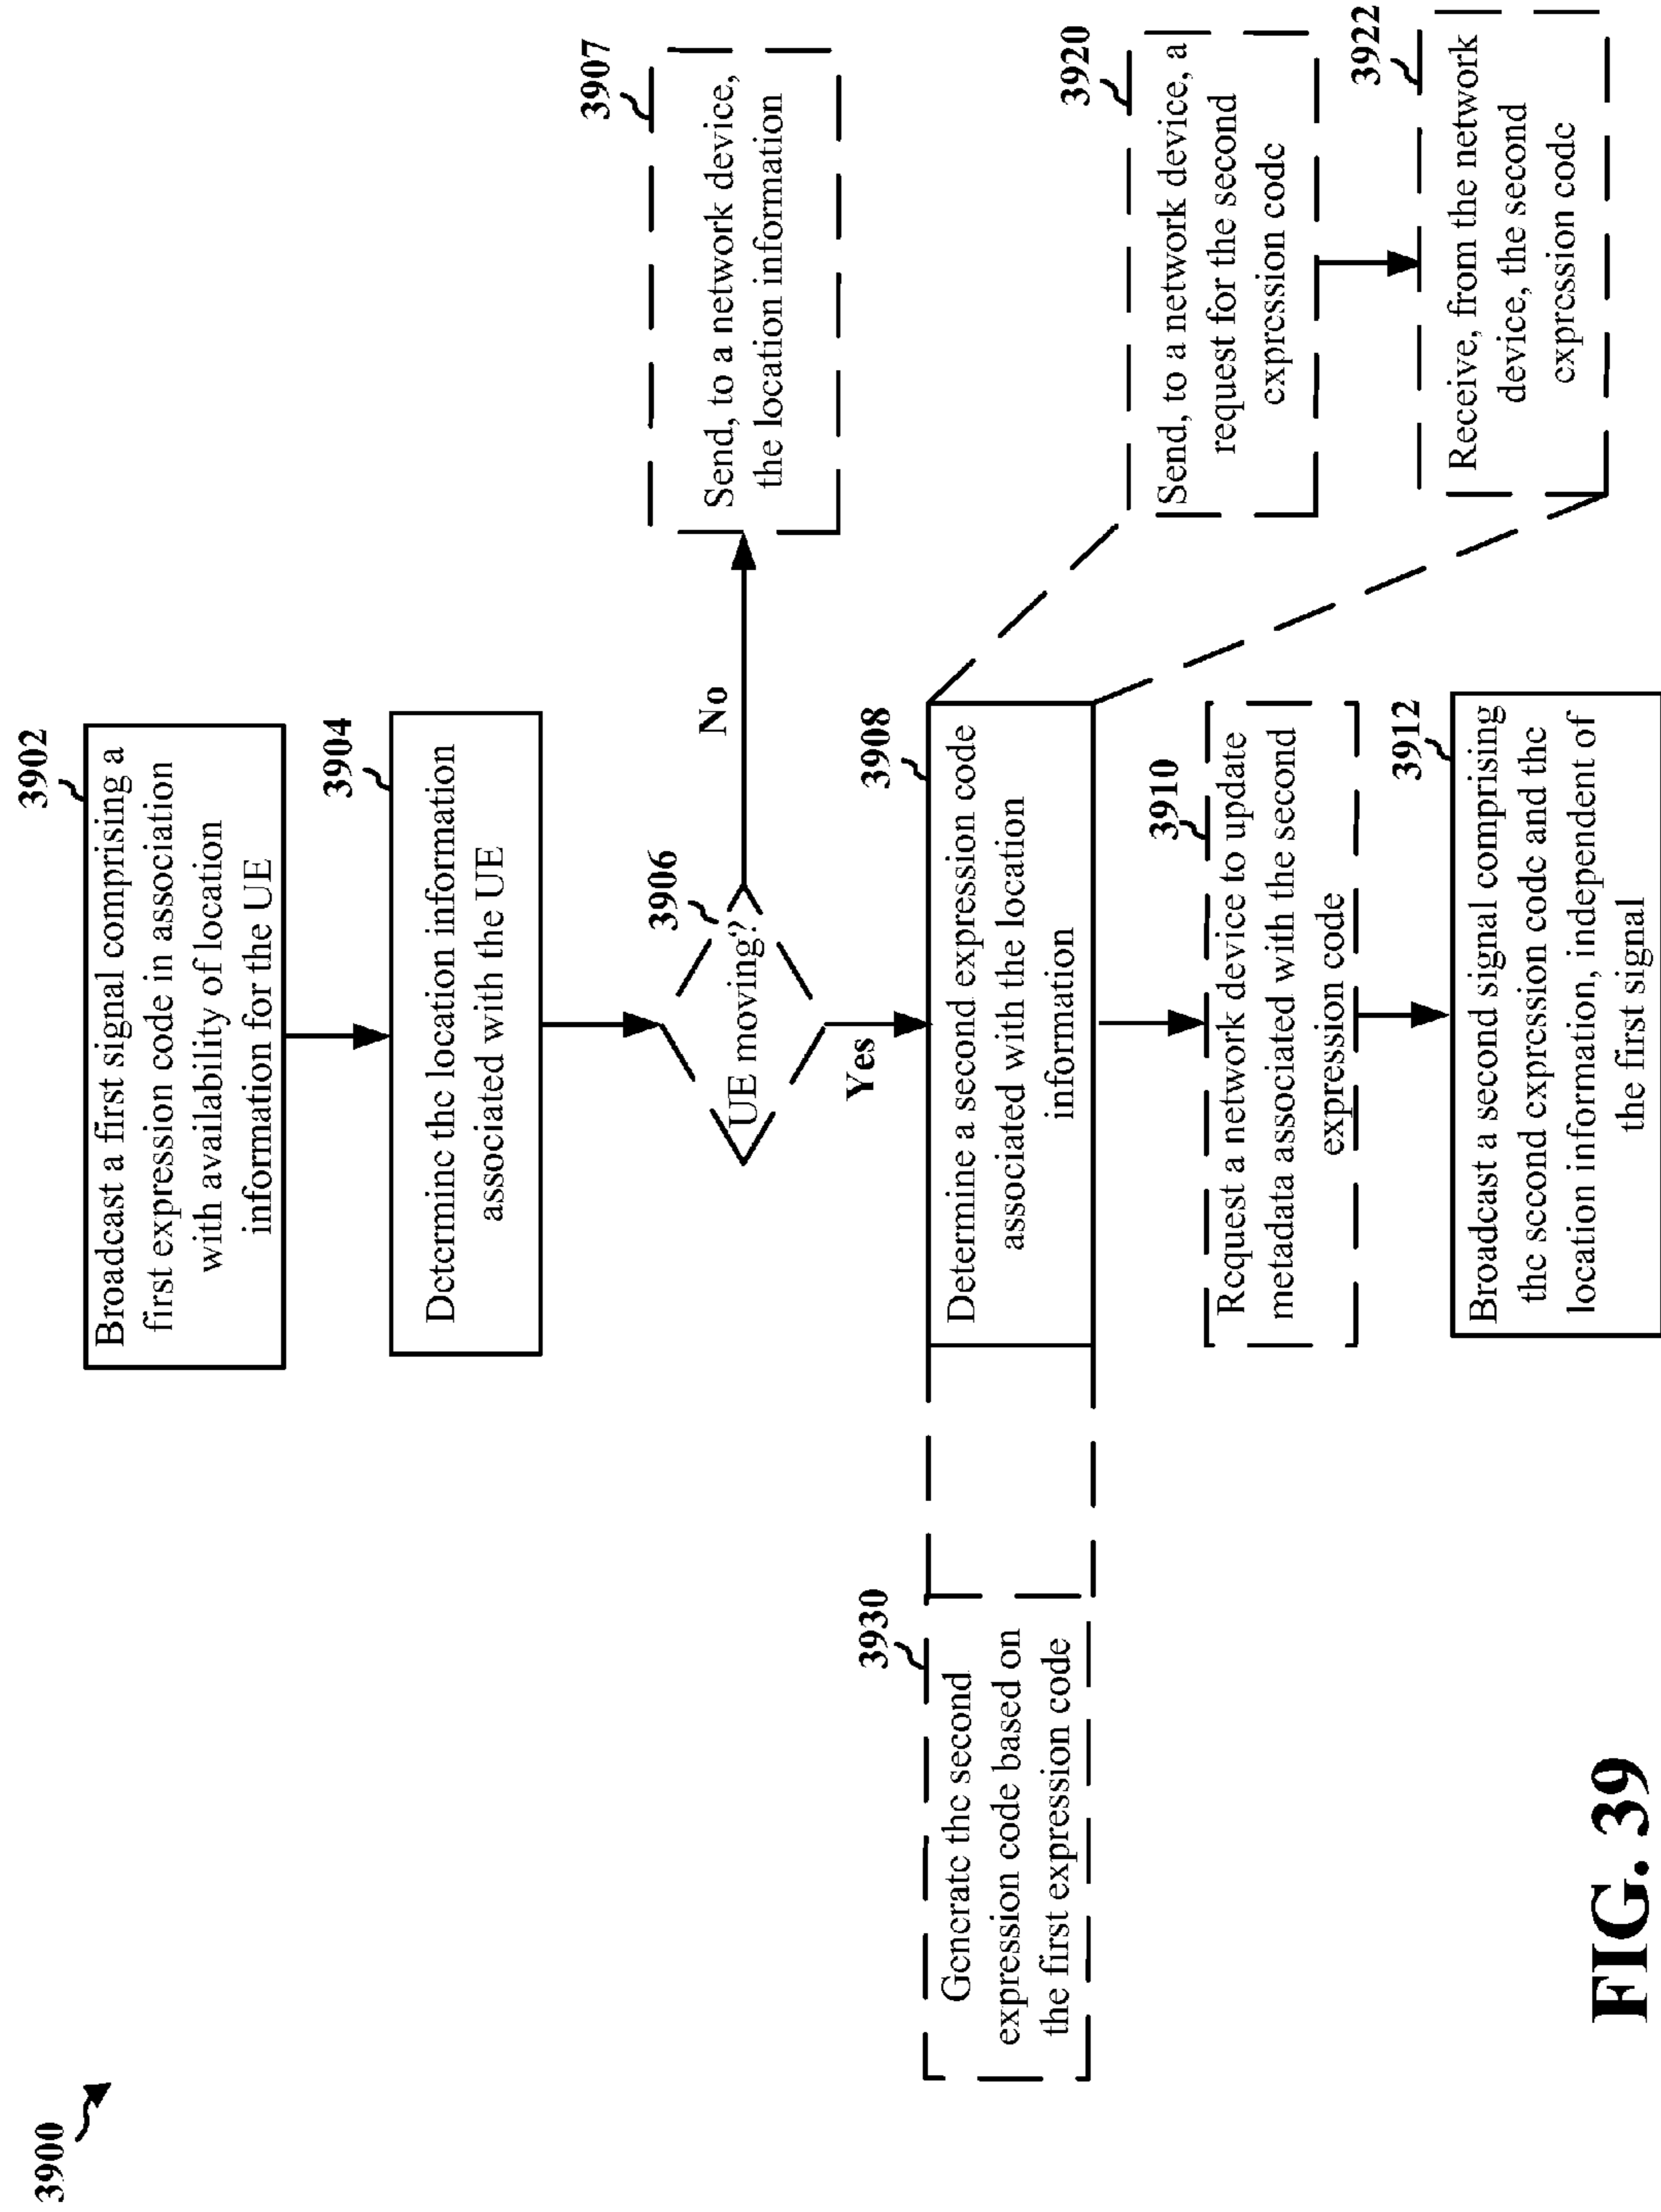 3900
3902
Broadcast a first signal comprising a
first expression code in association
with availability of location
information for the UE
3904
Determine the location information
associated with the UE
3906
UE moving?
No
3907
Send, to a network device,
the location information
Yes
3908
Determine a second expression code
associated with the location
information
3930
Generate the second
expression code based on
the first expression code
3920
Send, to a network device, a
request for the second
expression code
3922
Receive, from the network
device, the second
expression code
3910
Request a network device to update
metadata associated with the second
expression code
3912
Broadcast a second signal comprising
the second expression code and the
location information, independent of
the first signal
FIG. 39